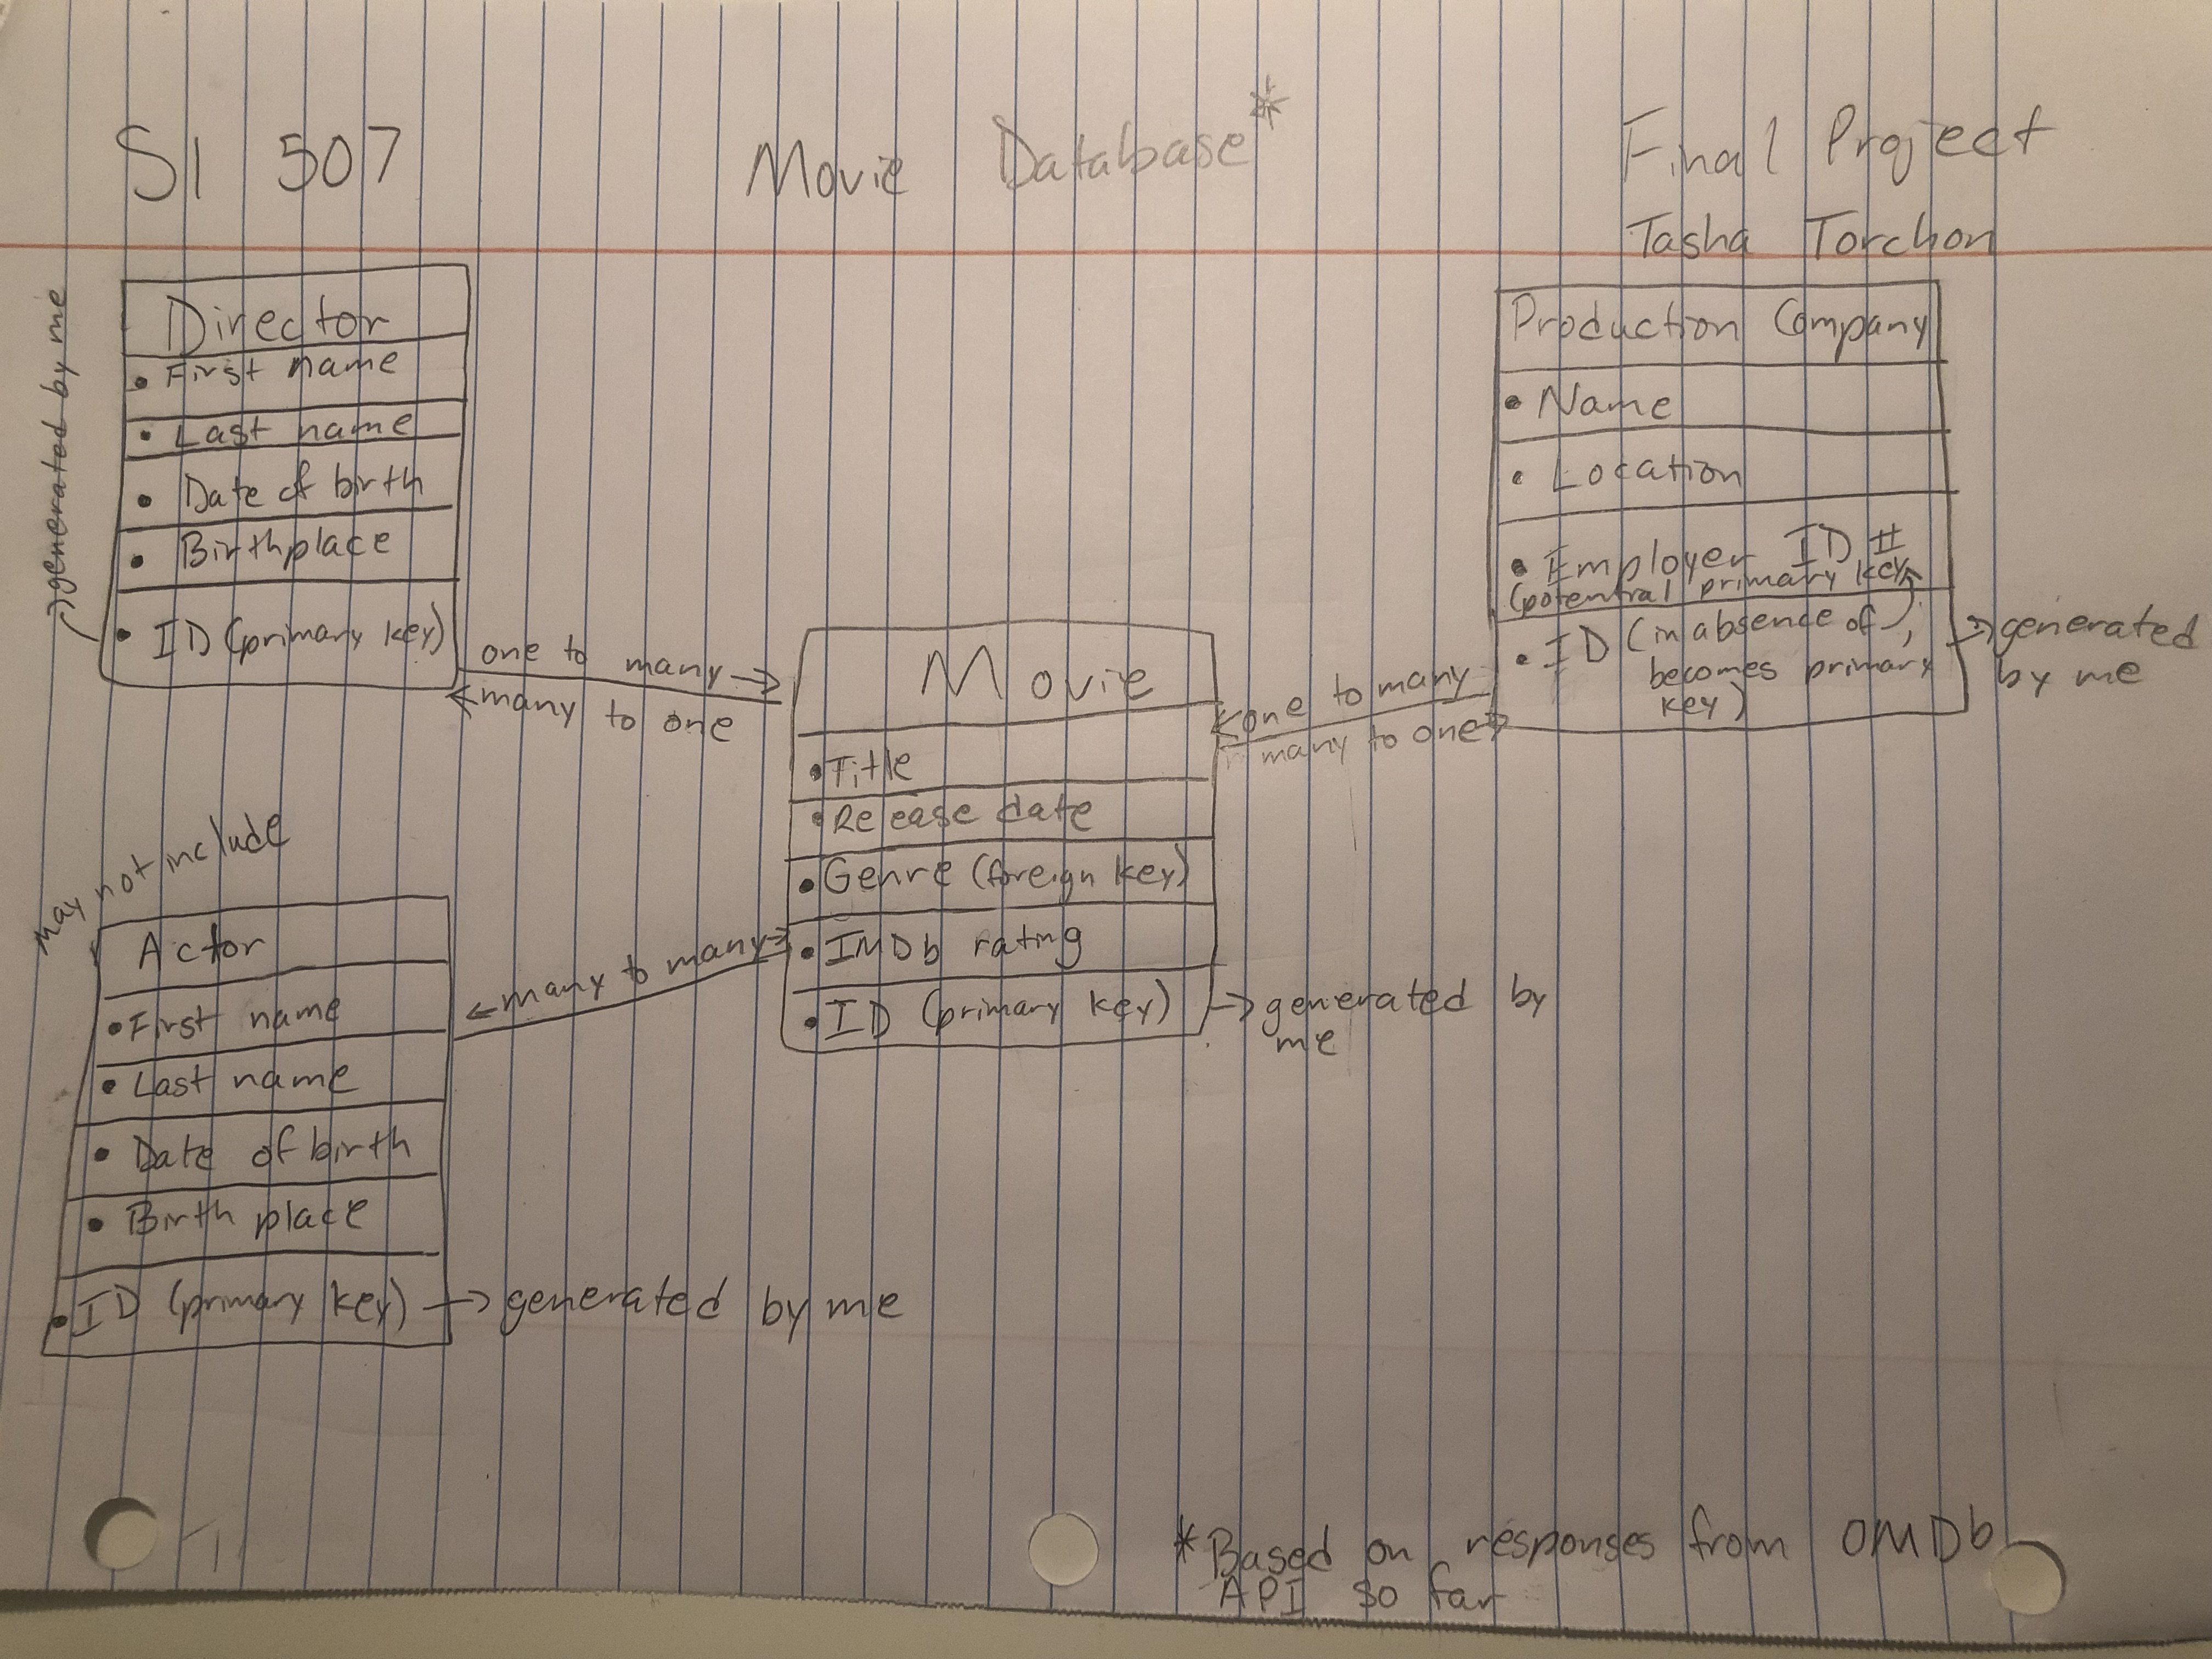 SI 507 Movie Database* Final Project
Tasha Torchon
generated by me
Director
• First name
• Last name
• Date of birth
• Birthplace
• ID (primary key)
one to many →
← many to one
may not include
Actor
• First name
• Last name
• Date of birth
• Birth place
• ID (primary key) → generated by me
← many to many →
Movie
• Title
• Release date
• Genre (foreign key)
• IMDb rating
• ID (primary key) → generated by
me
← one to many
many to one →
Production Company
• Name
• Location
• Employer ID #
(potential primary key)
• ID (in absence of ↑,
becomes primary
key)
→ generated
by me
*Based on responses from OMDb
API so far